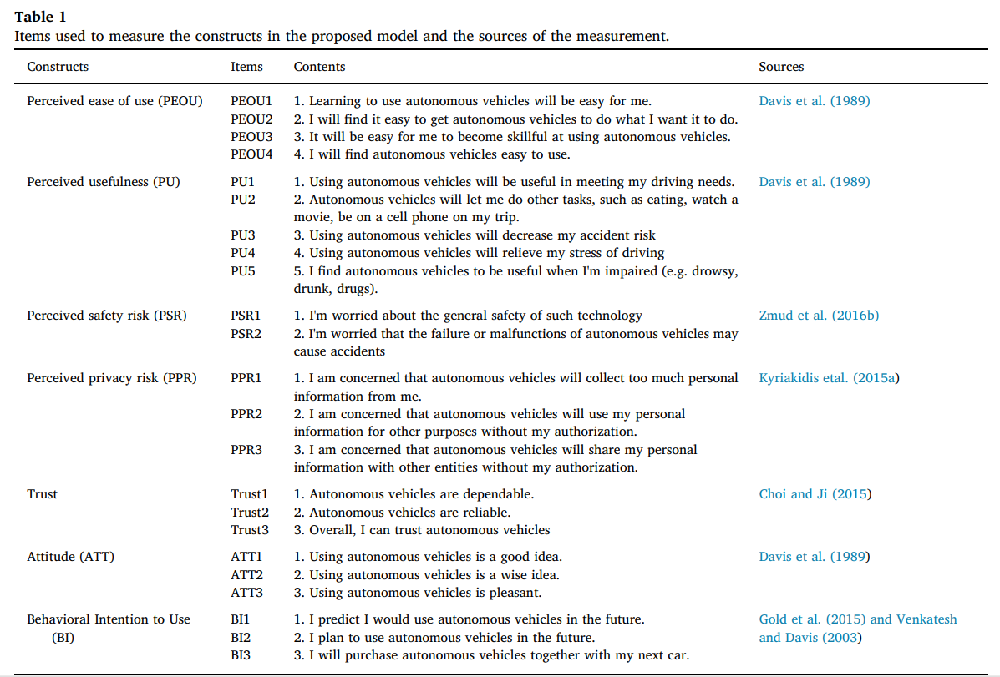 Table 1
Items used to measure the constructs in the proposed model and the sources of the measurement.
Constructs Items Contents Sources
Perceived ease of use (PEOU) PEOU1 1. Learning to use autonomous vehicles will be easy for me. Davis et al. (1989)
PEOU2 2. I will find it easy to get autonomous vehicles to do what I want it to do.
PEOU3 3. It will be easy for me to become skillful at using autonomous vehicles.
PEOU4 4. I will find autonomous vehicles easy to use.
Perceived usefulness (PU) PU1 1. Using autonomous vehicles will be useful in meeting my driving needs. Davis et al. (1989)
PU2 2. Autonomous vehicles will let me do other tasks, such as eating, watch a
movie, be on a cell phone on my trip.
PU3 3. Using autonomous vehicles will decrease my accident risk
PU4 4. Using autonomous vehicles will relieve my stress of driving
PU5 5. I find autonomous vehicles to be useful when I'm impaired (e.g. drowsy,
drunk, drugs).
Perceived safety risk (PSR) PSR1 1. I'm worried about the general safety of such technology Zmud et al. (2016b)
PSR2 2. I'm worried that the failure or malfunctions of autonomous vehicles may
cause accidents
Perceived privacy risk (PPR) PPR1 1. I am concerned that autonomous vehicles will collect too much personal Kyriakidis etal. (2015a)
information from me.
PPR2 2. I am concerned that autonomous vehicles will use my personal
information for other purposes without my authorization.
PPR3 3. I am concerned that autonomous vehicles will share my personal
information with other entities without my authorization.
Trust Trust1 1. Autonomous vehicles are dependable. Choi and Ji (2015)
Trust2 2. Autonomous vehicles are reliable.
Trust3 3. Overall, I can trust autonomous vehicles
Attitude (ATT) ATT1 1. Using autonomous vehicles is a good idea. Davis et al. (1989)
ATT2 2. Using autonomous vehicles is a wise idea.
ATT3 3. Using autonomous vehicles is pleasant.
Behavioral Intention to Use BI1 1. I predict I would use autonomous vehicles in the future. Gold et al. (2015) and Venkatesh
(BI) BI2 2. I plan to use autonomous vehicles in the future. and Davis (2003)
BI3 3. I will purchase autonomous vehicles together with my next car.